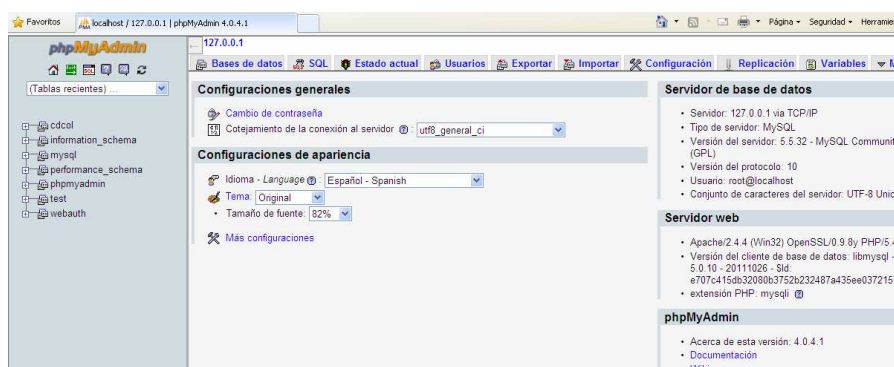 Favoritos
localhost / 127.0.0.1 | phpMyAdmin 4.0.4.1
Página
Seguridad
phpMyAdmin
(Tablas recientes) ...
cdcol
information_schema
mysql
performance_schema
phpmyadmin
test
webauth
127.0.0.1
Bases de datos
SQL
Estado actual
Usuarios
Exportar
Importar
Configuración
Replicación
Variables
Configuraciones generales
Cambio de contraseña
Cotejamiento de la conexión al servidor : utf8_general_ci
Configuraciones de apariencia
Idioma - Language : Español - Spanish
Tema: Original
Tamaño de fuente: 82%
Más configuraciones
Servidor de base de datos
Servidor: 127.0.0.1 via TCP/IP
Tipo de servidor: MySQL
Versión del servidor: 5.5.32 - MySQL Communit
(GPL)
Versión del protocolo: 10
Usuario: root@localhost
Conjunto de caracteres del servidor: UTF-8 Unic
Servidor web
Apache/2.4.4 (Win32) OpenSSL/0.9.8y PHP/5.4
Versión del cliente de base de datos: libmysql -
5.0.10 - 20111026 - $Id:
e707c415db32080b3752b232487a435ee037215
extensión PHP: mysqli
phpMyAdmin
Acerca de esta versión: 4.0.4.1
Documentación